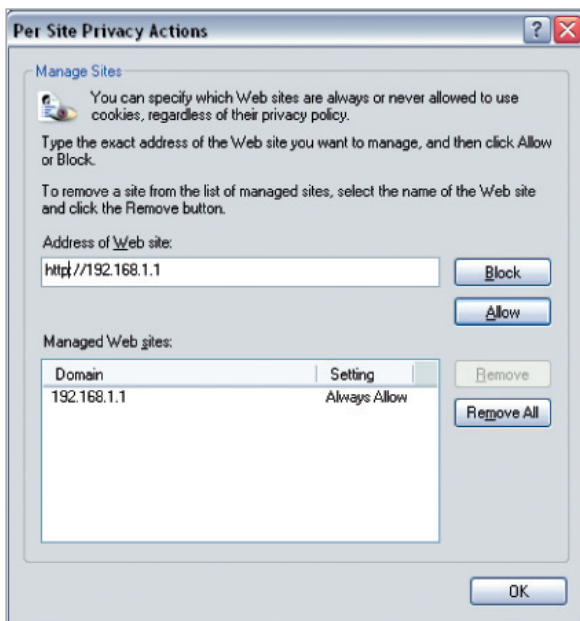 Per Site Privacy Actions
Manage Sites
You can specify which Web sites are always or never allowed to use
cookies, regardless of their privacy policy.
Type the exact address of the Web site you want to manage, and then click Allow
or Block.
To remove a site from the list of managed sites, select the name of the Web site
and click the Remove button.
Address of Web site:
http://192.168.1.1
Block
Allow
Managed Web sites:
Domain Setting
Remove
192.168.1.1 Always Allow
Remove All
OK